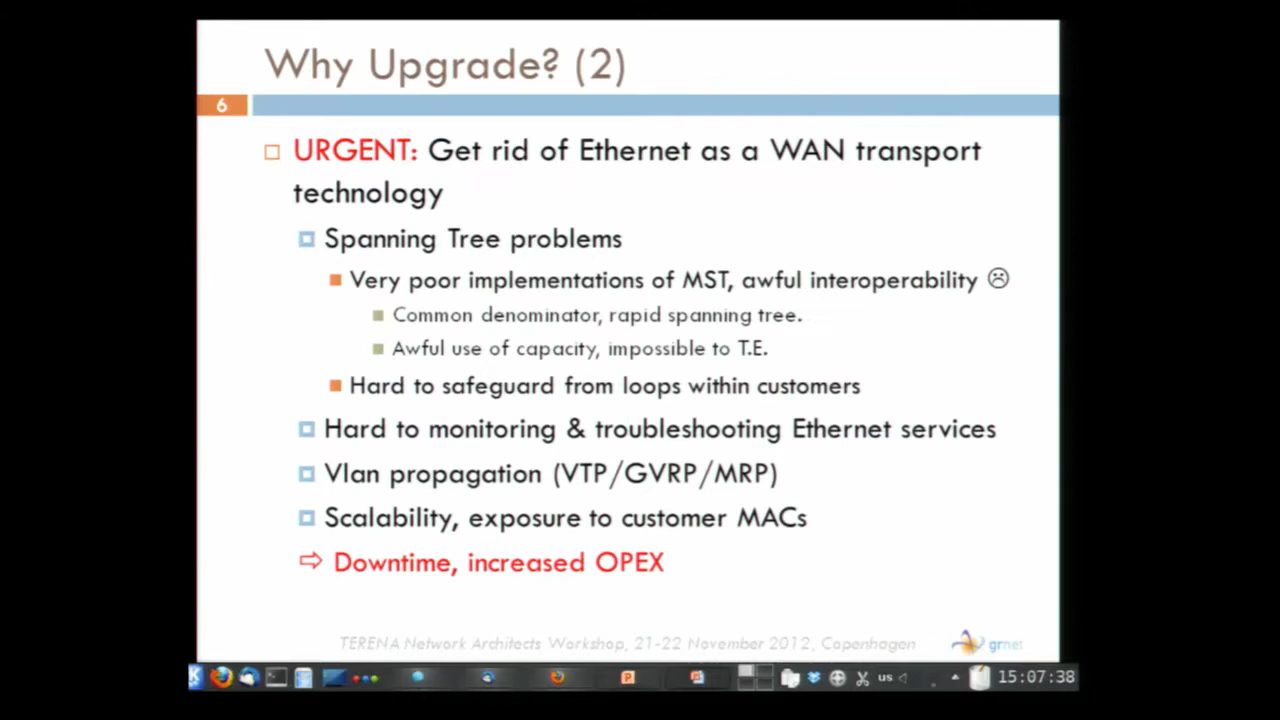 Why Upgrade? (2)
6
URGENT: Get rid of Ethernet as a WAN transport
technology
Spanning Tree problems
Very poor implementations of MST, awful interoperability ☹
Common denominator, rapid spanning tree.
Awful use of capacity, impossible to T.E.
Hard to safeguard from loops within customers
Hard to monitoring & troubleshooting Ethernet services
Vlan propagation (VTP/GVRP/MRP)
Scalability, exposure to customer MACs
⇨ Downtime, increased OPEX
TERENA Network Architects Workshop, 21-22 November 2012, Copenhagen
grnet
us
15:07:38